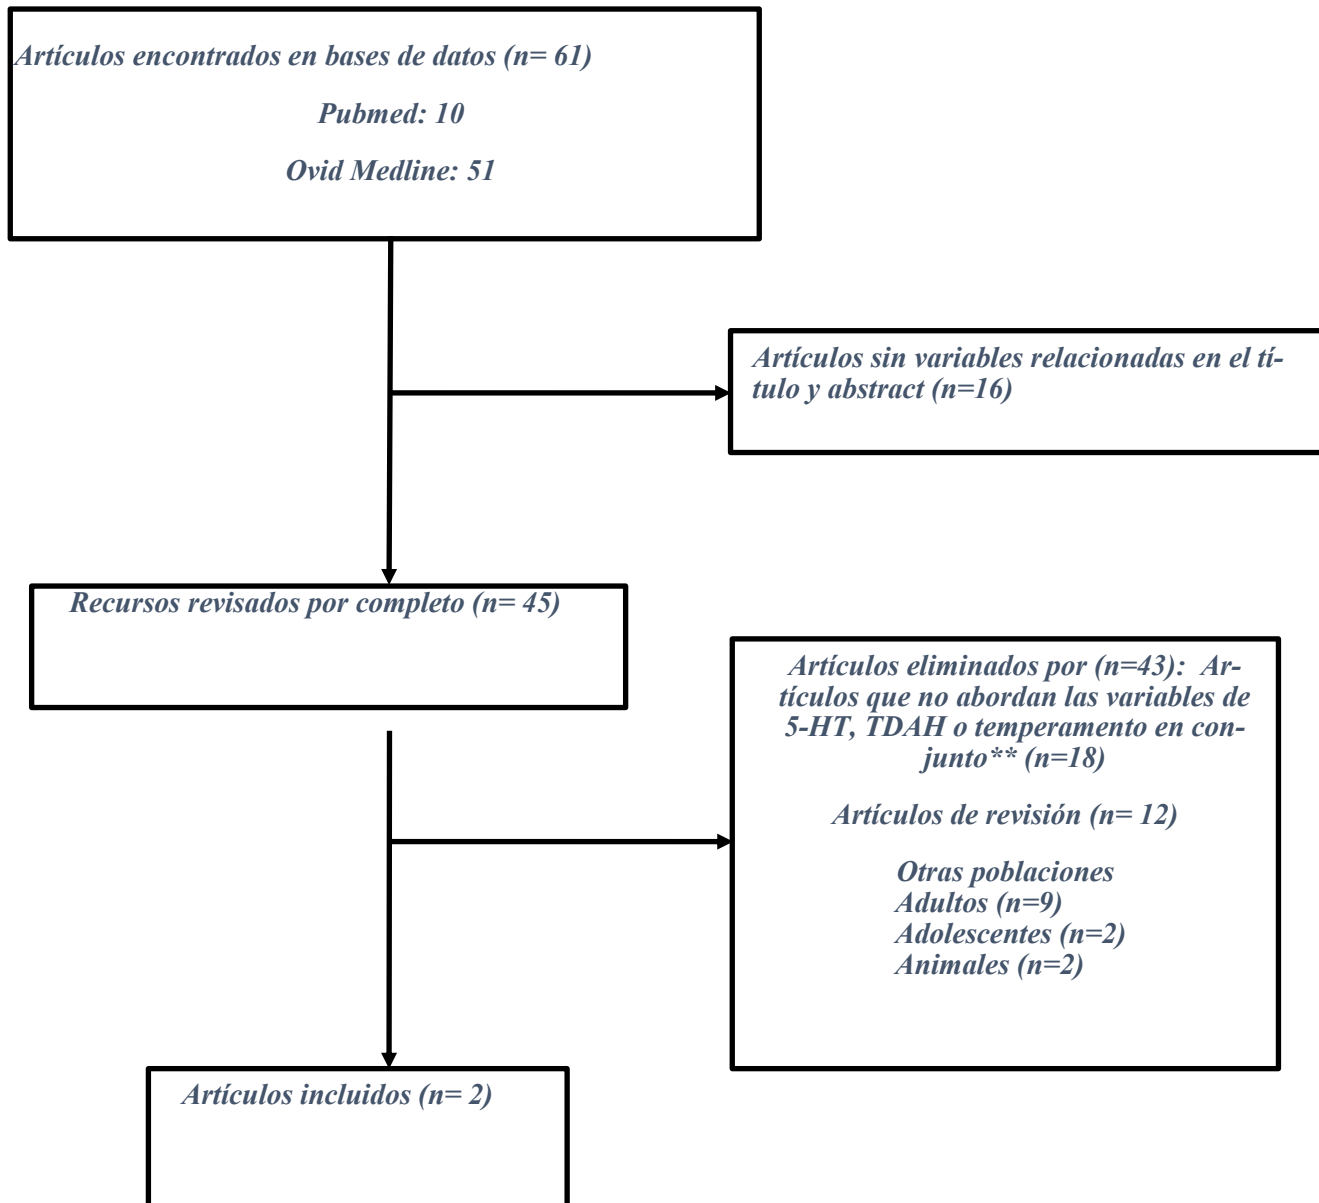 Artículos encontrados en bases de datos (n= 61)
Pubmed: 10
Ovid Medline: 51
Artículos sin variables relacionadas en el tí-
tulo y abstract (n=16)
Recursos revisados por completo (n= 45)
Artículos eliminados por (n=43): Ar-
tículos que no abordan las variables de
5-HT, TDAH o temperamento en con-
junto** (n=18)
Artículos de revisión (n= 12)
Otras poblaciones
Adultos (n=9)
Adolescentes (n=2)
Animales (n=2)
Artículos incluidos (n= 2)